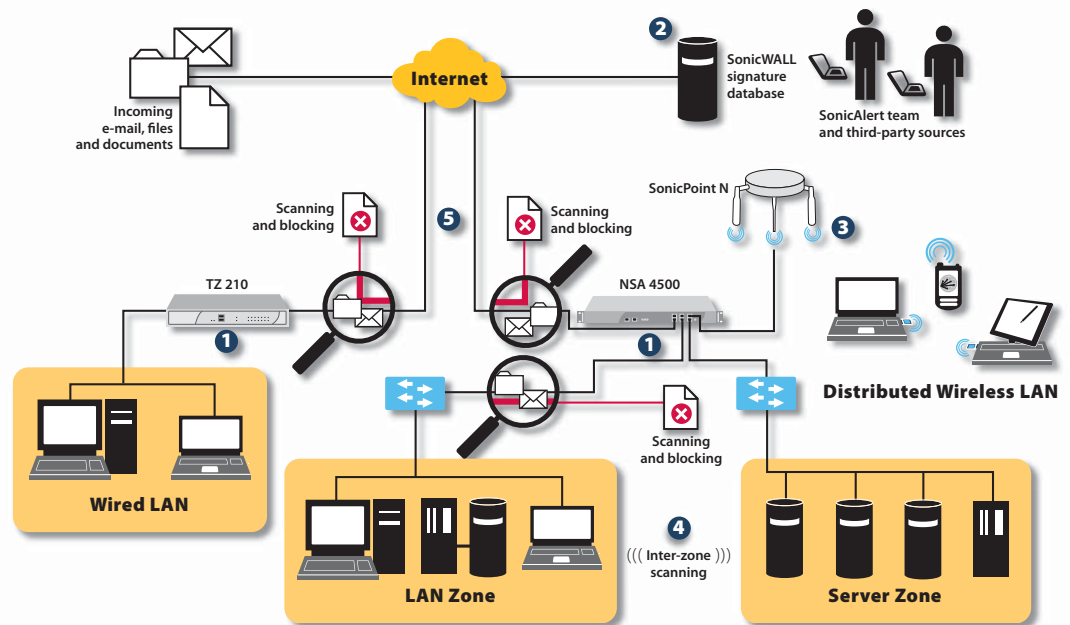 Internet
2
SonicWALL
signature
database
SonicAlert team
and third-party sources
Incoming
e-mail, files
and documents
SonicPoint N
3
Scanning
and blocking
5
Scanning
and blocking
TZ 210
1
NSA 4500
1
Distributed Wireless LAN
Scanning
and blocking
Wired LAN
4
((( Inter-zone )))
scanning
LAN Zone
Server Zone